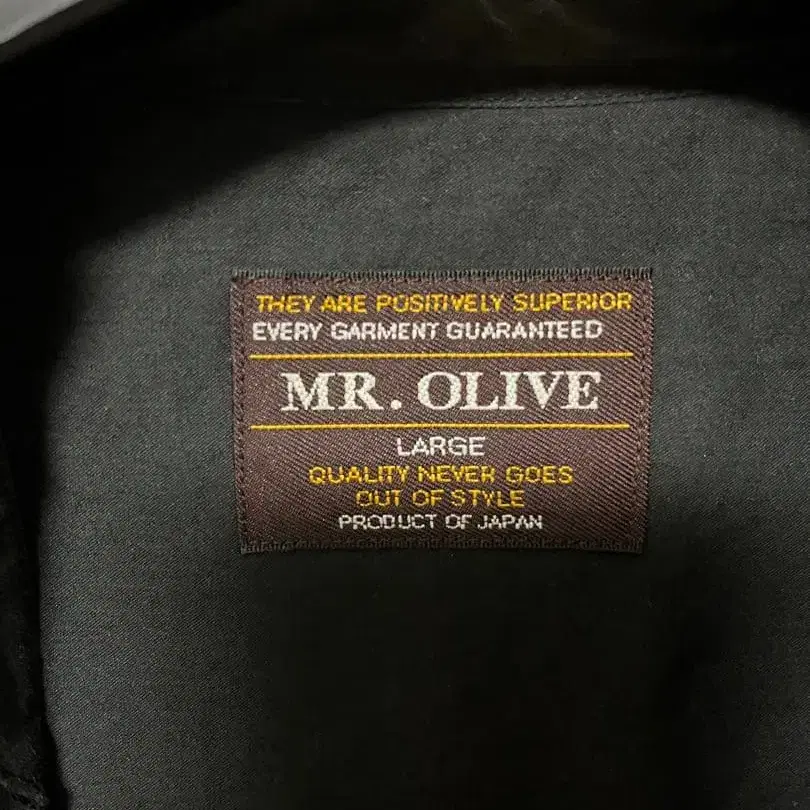 THEY ARE POSITIVELY SUPERIOR
EVERY GARMENT GUARANTEED
MR. OLIVE
LARGE
QUALITY NEVER GOES
OUT OF STYLE
PRODUCT OF JAPAN